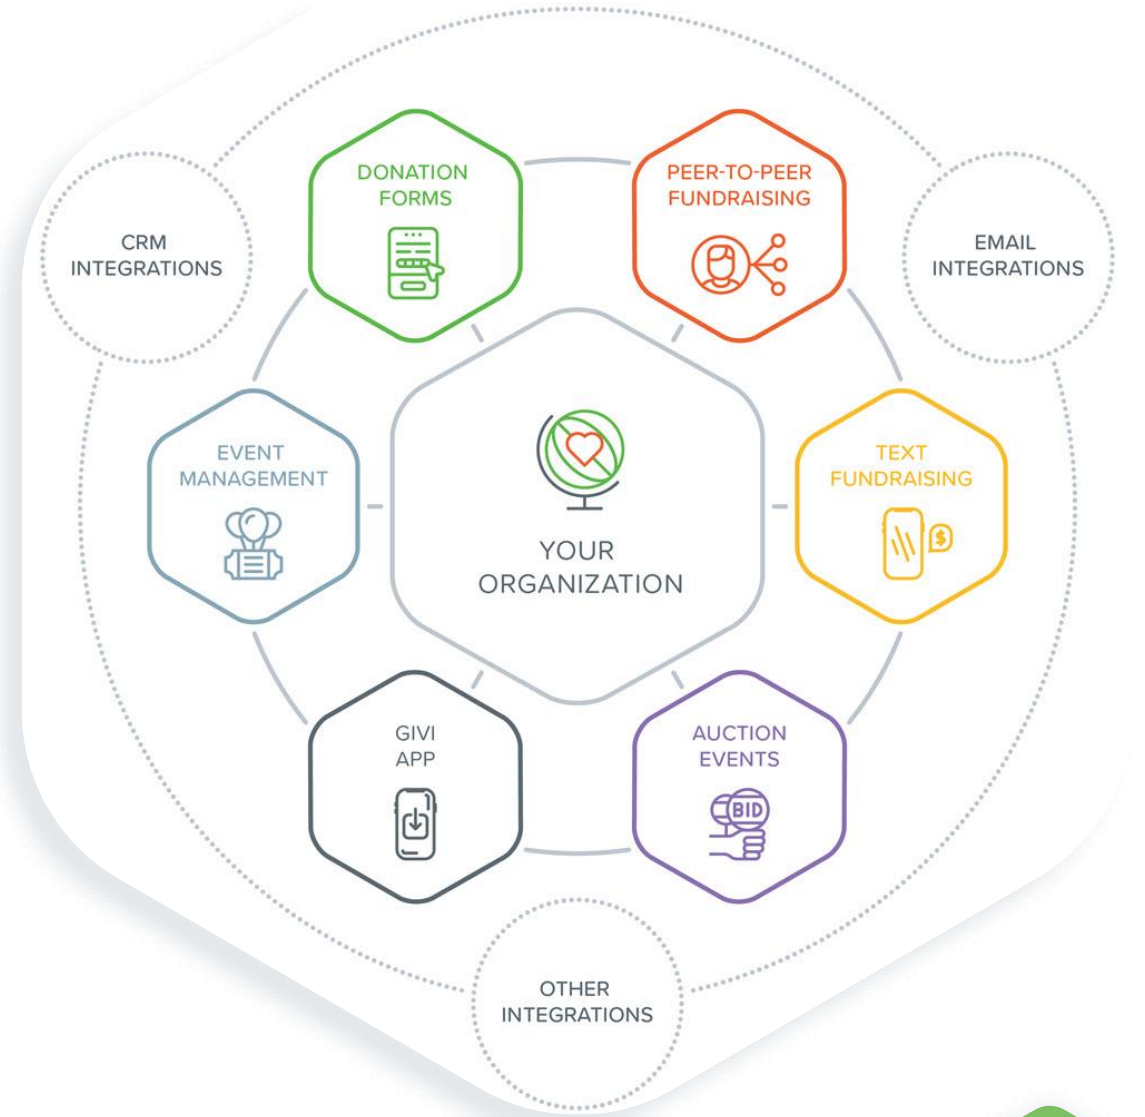 DONATION
FORMS
PEER-TO-PEER
FUNDRAISING
CRM
INTEGRATIONS
EMAIL
INTEGRATIONS
EVENT
MANAGEMENT
TEXT
FUNDRAISING
$
YOUR
ORGANIZATION
GIVI
APP
AUCTION
EVENTS
BID
OTHER
INTEGRATIONS